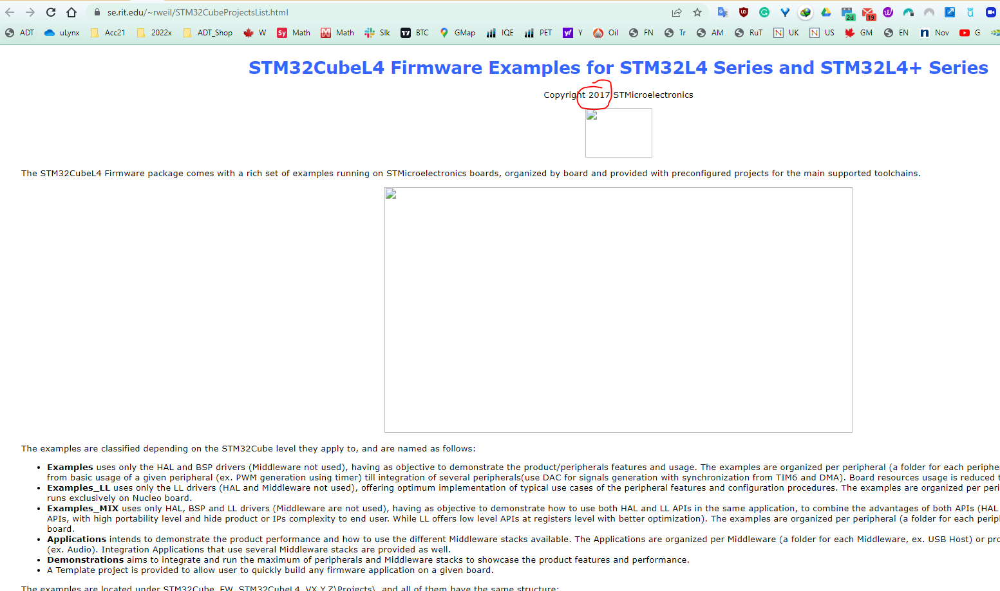 se.rit.edu/~rweil/STM32CubeProjectsList.html
2d
19
ADT uLynx Acc21 2022x ADT_Shop W Sy Math Math Slk BTC GMap IQE PET Y Oil FN Tr AM RuT N UK N US GM EN n Nov G
STM32CubeL4 Firmware Examples for STM32L4 Series and STM32L4+ Series
Copyright 2017 STMicroelectronics
The STM32CubeL4 Firmware package comes with a rich set of examples running on STMicroelectronics boards, organized by board and provided with preconfigured projects for the main supported toolchains.
The examples are classified depending on the STM32Cube level they apply to, and are named as follows:
• Examples uses only the HAL and BSP drivers (Middleware not used), having as objective to demonstrate the product/peripherals features and usage. The examples are organized per peripheral (a folder for each periphe
from basic usage of a given peripheral (ex. PWM generation using timer) till integration of several peripherals(use DAC for signals generation with synchronization from TIM6 and DMA). Board resources usage is reduced t
• Examples_LL uses only the LL drivers (HAL and Middleware not used), offering optimum implementation of typical use cases of the peripheral features and configuration procedures. The examples are organized per peri
runs exclusively on Nucleo board.
• Examples_MIX uses only HAL, BSP and LL drivers (Middleware are not used), having as objective to demonstrate how to use both HAL and LL APIs in the same application, to combine the advantages of both APIs (HAL
APIs, with high portability level and hide product or IPs complexity to end user. While LL offers low level APIs at registers level with better optimization). The examples are organized per peripheral (a folder for each perip
board.
• Applications intends to demonstrate the product performance and how to use the different Middleware stacks available. The Applications are organized per Middleware (a folder for each Middleware, ex. USB Host) or pro
(ex. Audio). Integration Applications that use several Middleware stacks are provided as well.
• Demonstrations aims to integrate and run the maximum of peripherals and Middleware stacks to showcase the product features and performance.
• A Template project is provided to allow user to quickly build any firmware application on a given board.
The examples are located under STM32Cube_FW_STM32CubeL4_VX.Y.Z\Projects\, and all of them have the same structure: